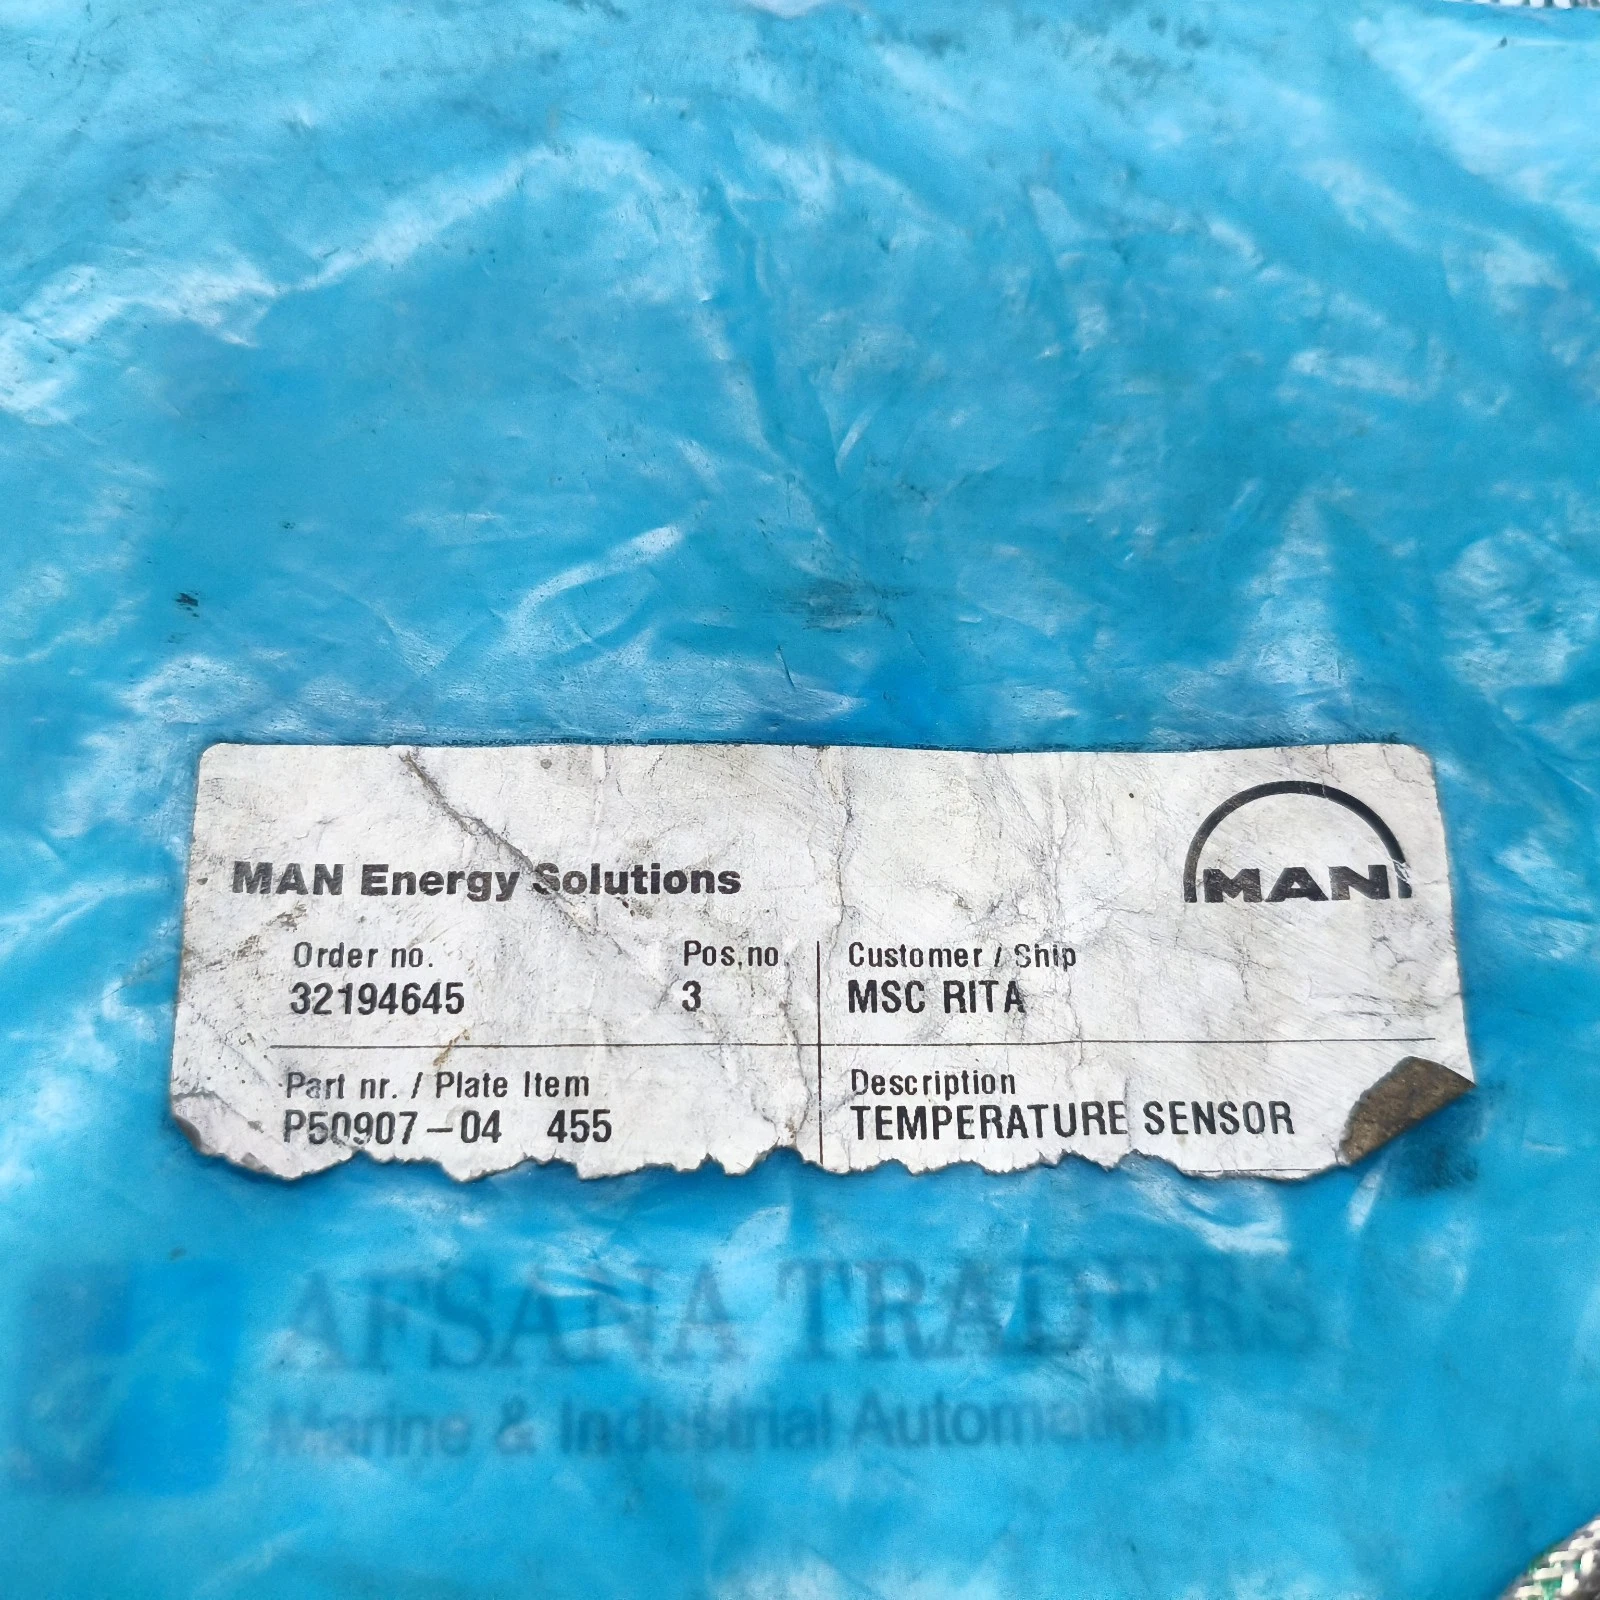 MAN Energy Solutions
MAN
Order no. Pos.no. Customer / Ship
32194645 3 MSC RITA
Part nr. / Plate Item Description
P50907-04 455 TEMPERATURE SENSOR
AFSANA TRADERS
Marine & Industrial Automation